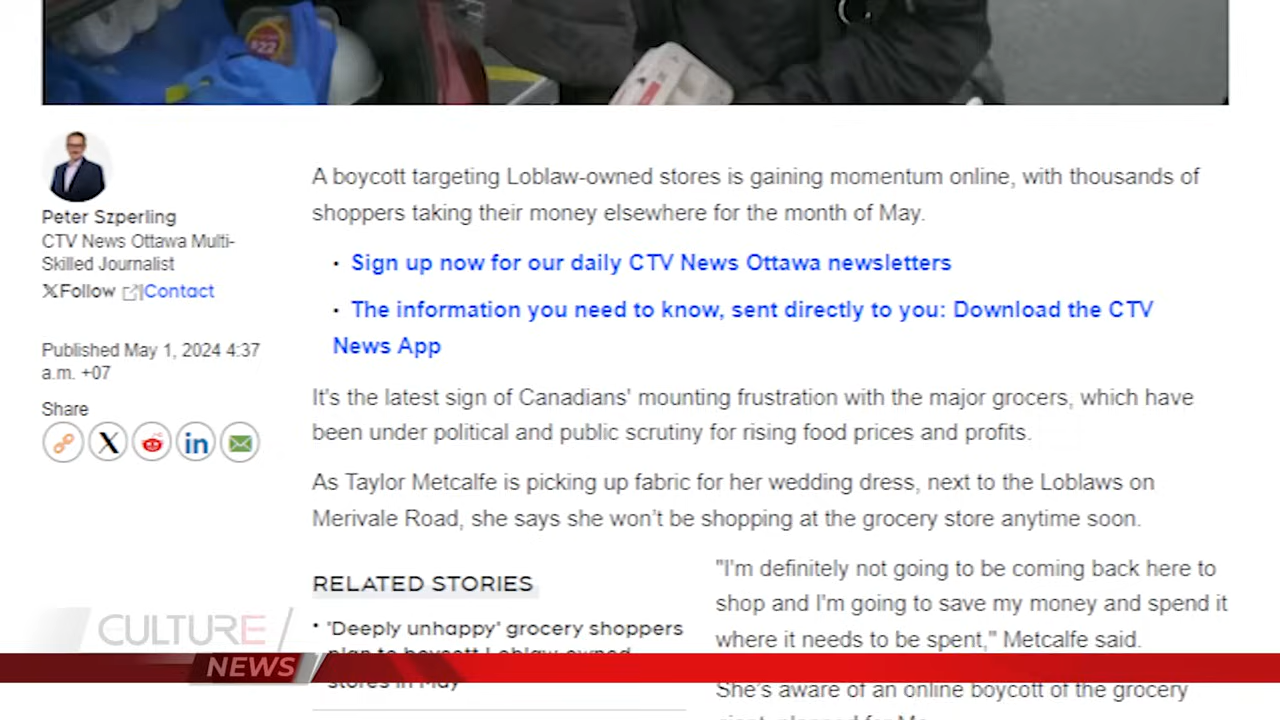 $22
Peter Szperling
CTV News Ottawa Multi-
Skilled Journalist
Follow | Contact
Published May 1, 2024 4:37
a.m. +07
Share
A boycott targeting Loblaw-owned stores is gaining momentum online, with thousands of
shoppers taking their money elsewhere for the month of May.
• Sign up now for our daily CTV News Ottawa newsletters
• The information you need to know, sent directly to you: Download the CTV
News App
It's the latest sign of Canadians' mounting frustration with the major grocers, which have
been under political and public scrutiny for rising food prices and profits.
As Taylor Metcalfe is picking up fabric for her wedding dress, next to the Loblaws on
Merivale Road, she says she won't be shopping at the grocery store anytime soon.
RELATED STORIES
• 'Deeply unhappy' grocery shoppers
plan to boycott Loblaw-owned
stores in May
"I'm definitely not going to be coming back here to
shop and I'm going to save my money and spend it
where it needs to be spent," Metcalfe said.
She's aware of an online boycott of the grocery
CULTURE
NEWS